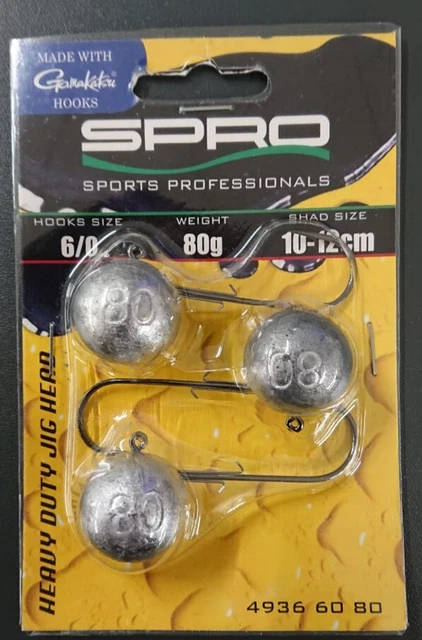 MADE WITH
Gamakatsu
HOOKS
SPRO
SPORTS PROFESSIONALS
HOOKS SIZE WEIGHT SHAD SIZE
6/0 80g 10-12cm
80
80
80
HEAVY DUTY JIG HEAD
4936 60 80